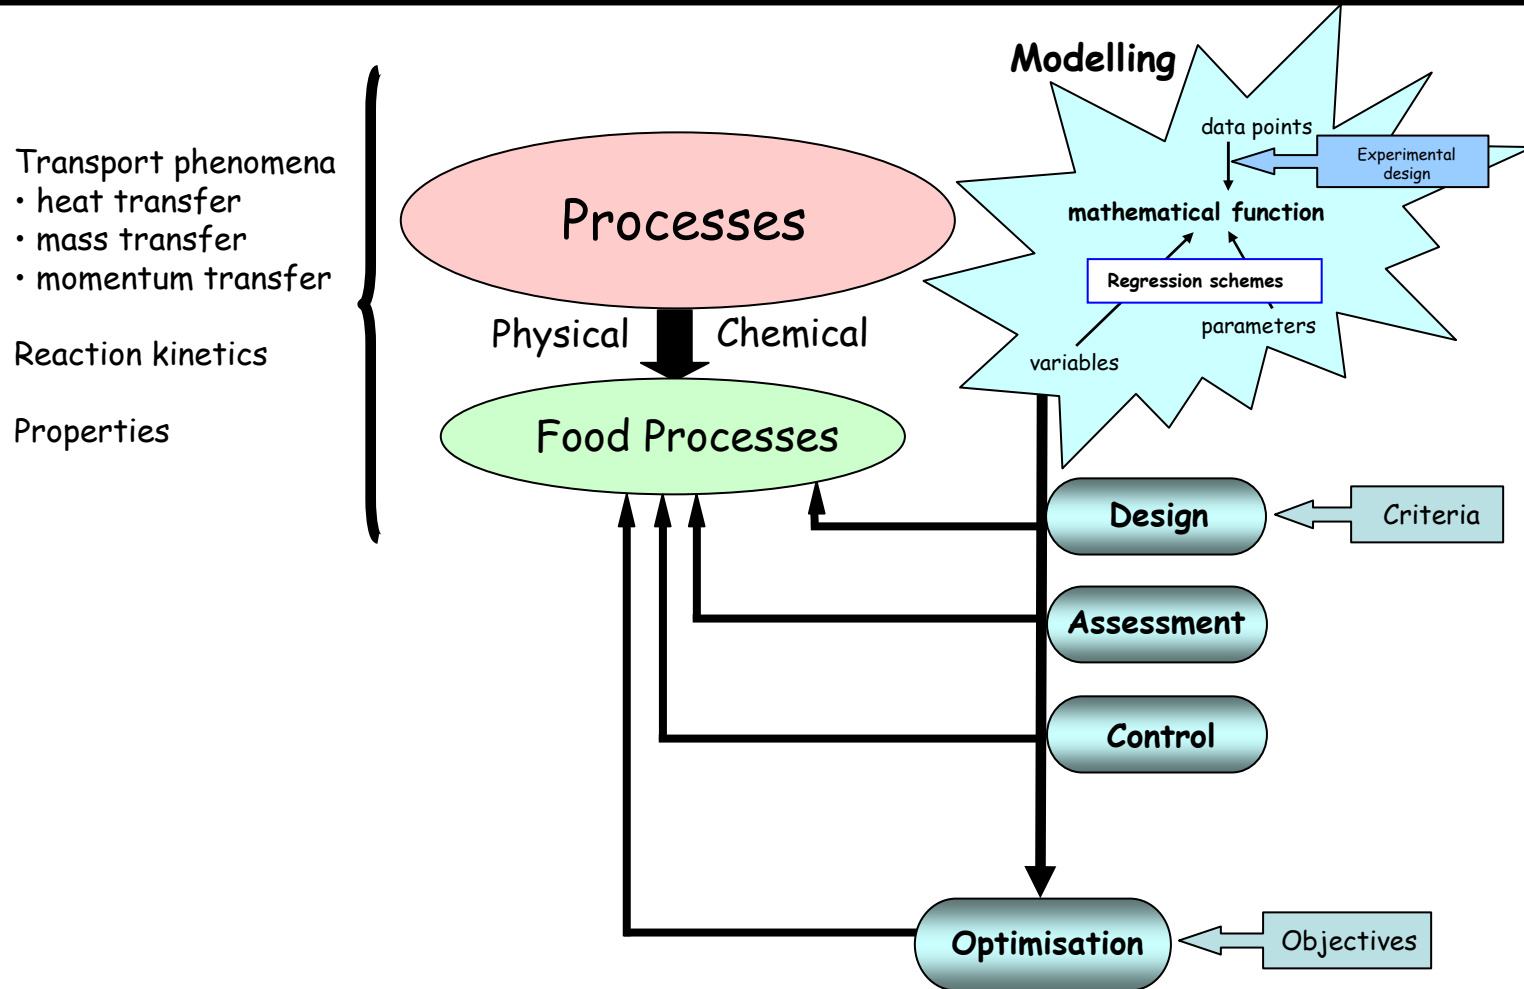 Modelling
data points
Experimental
design
mathematical function
Regression schemes
parameters
variables
Transport phenomena
• heat transfer
• mass transfer
• momentum transfer
Reaction kinetics
Properties
Processes
Physical
Chemical
Food Processes
Design
Criteria
Assessment
Control
Optimisation
Objectives